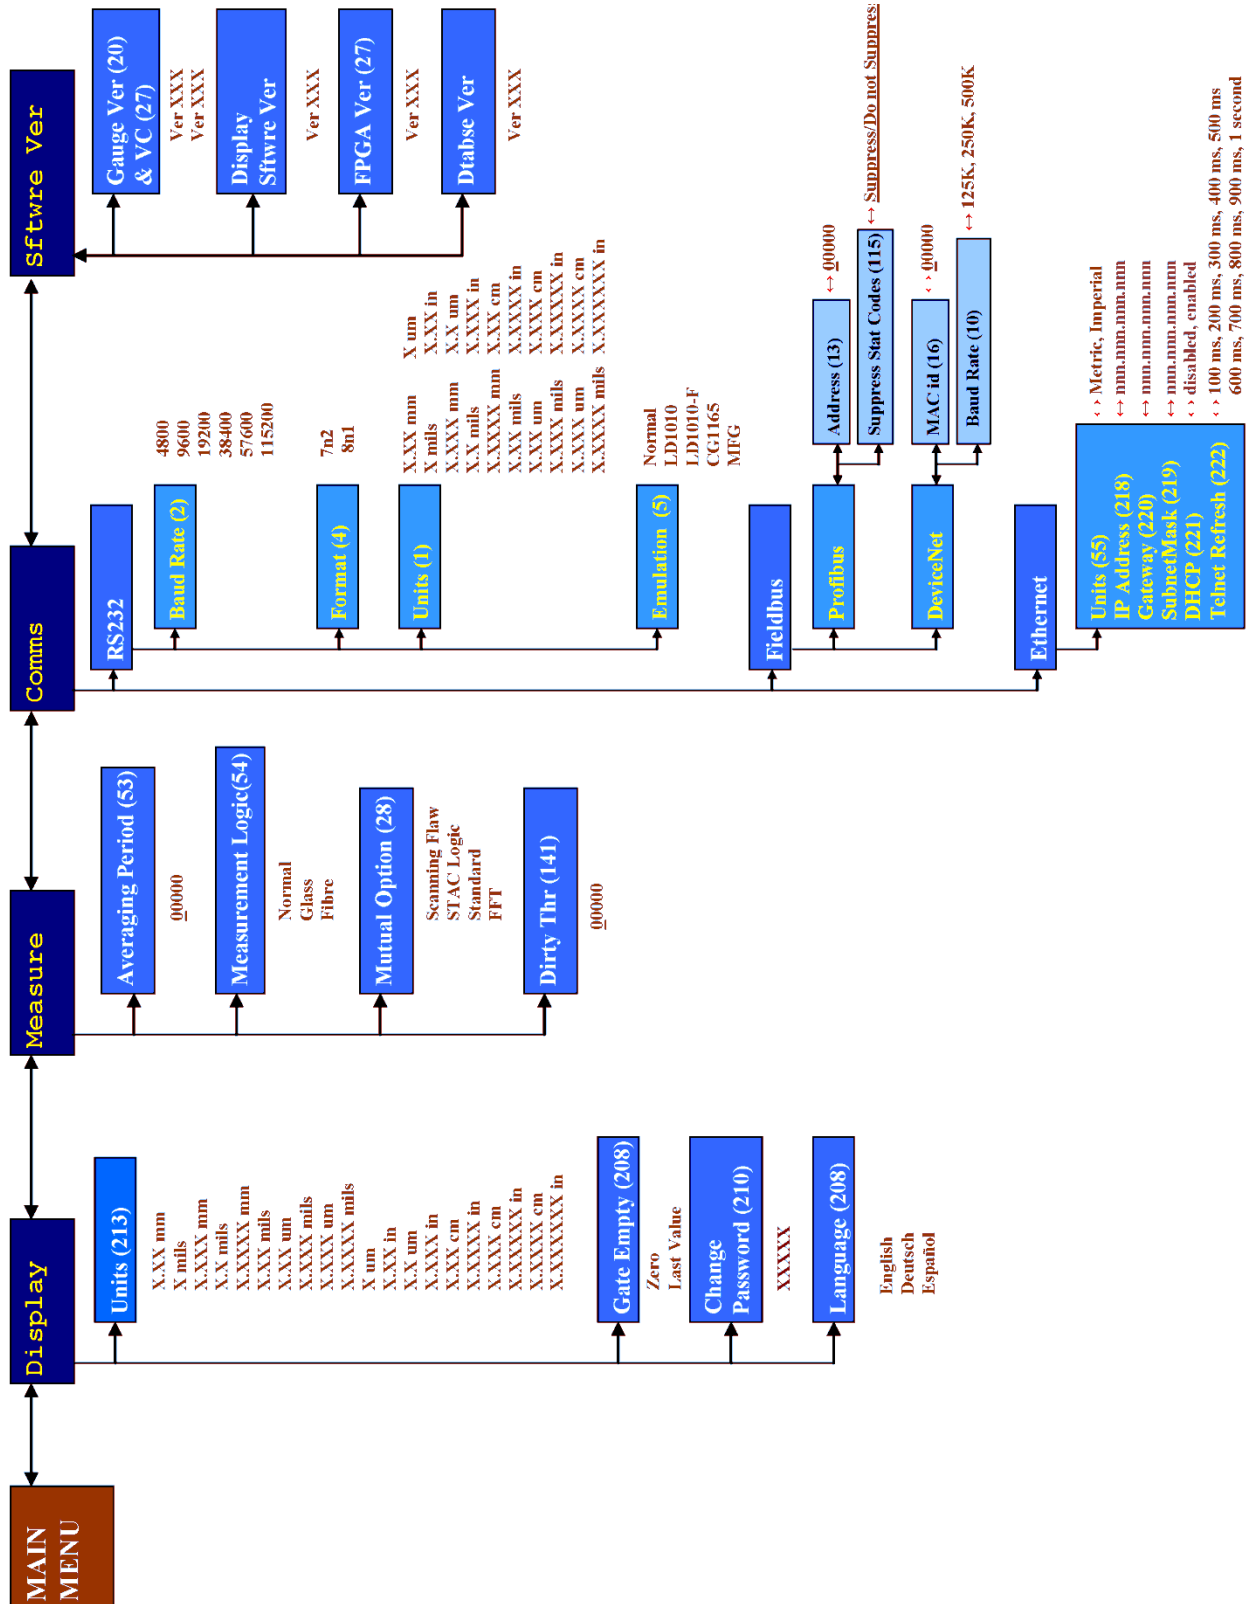 MAIN
MENU
Display
Units (213)
X.XX mm
X mils
X.XXX mm
X.X mils
X.XXXX mm
X.XX mils
X.XX um
X.XXX mils
X.XXX um
X.XXXX mils
X um
X.XX in
X.X um
X.XXX in
X.XX cm
X.XXXX in
X.XXX cm
X.XXXXX in
X.XXXX cm
X.XXXXXX in
Gate Empty (208)
Zero
Last Value
Change
Password (210)
XXXXX
Language (208)
English
Deutsch
Español
Measure
Averaging Period (53)
00000
Measurement Logic(54)
Normal
Glass
Fibre
Mutual Option (28)
Scanning Flaw
STAC Logic
Standard
FFT
Dirty Thr (141)
00000
Comms
RS232
Baud Rate (2)
4800
9600
19200
38400
57600
115200
Format (4)
7n2
8n1
Units (1)
X.XX mm X um
X mils X.XX in
X.XXX mm X.X um
X.X mils X.XXX in
X.XXXX mm X.XX cm
X.XX mils X.XXXX in
X.XX um X.XXX cm
X.XXX mils X.XXXXX in
X.XXX um X.XXXX cm
X.XXXX mils X.XXXXXX in
Emulation (5)
Normal
LD1010
LD1010-F
CG1165
MFG
Fieldbus
Profibus
Address (13) ↔ 00000
Suppress Stat Codes (115) ↔ Suppress/Do not Suppres
DeviceNet
MAC id (16) ↔ 00000
Baud Rate (10) ↔ 125K, 250K, 500K
Ethernet
Units (55) ↔ Metric, Imperial
IP Address (218) ↔ nnn.nnn.nnn.nnn
Gateway (220) ↔ nnn.nnn.nnn.nnn
SubnetMask (219) ↔ nnn.nnn.nnn.nnn
DHCP (221) ↔ disabled, enabled
Telnet Refresh (222) ↔ 100 ms, 200 ms, 300 ms, 400 ms, 500 ms
600 ms, 700 ms, 800 ms, 900 ms, 1 second
Sftwre Ver
Gauge Ver (20)
& VC (27)
Ver XXX
Ver XXX
Display
Sftwre Ver
Ver XXX
FPGA Ver (27)
Ver XXX
Dtabse Ver
Ver XXX